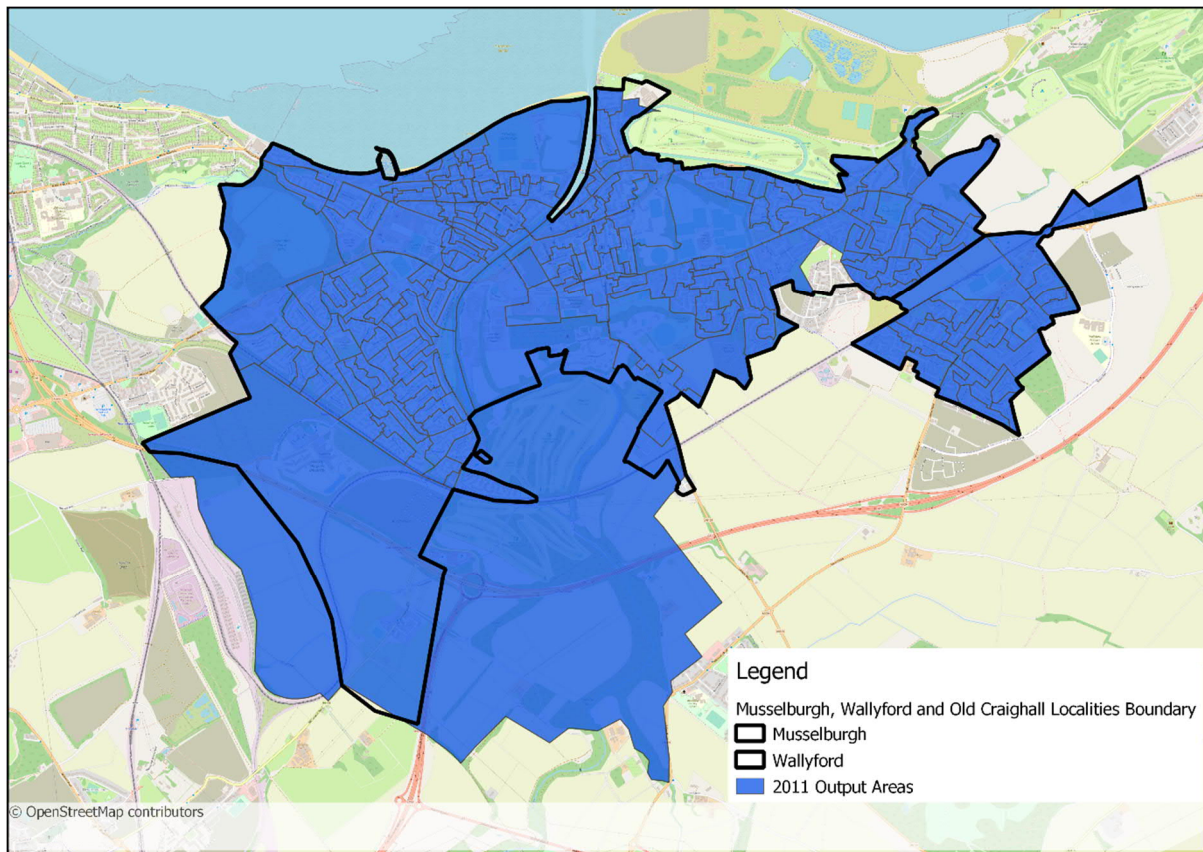 Legend
Musselburgh, Wallyford and Old Craighall Localities Boundary
Musselburgh
Wallyford
2011 Output Areas
© OpenStreetMap contributors